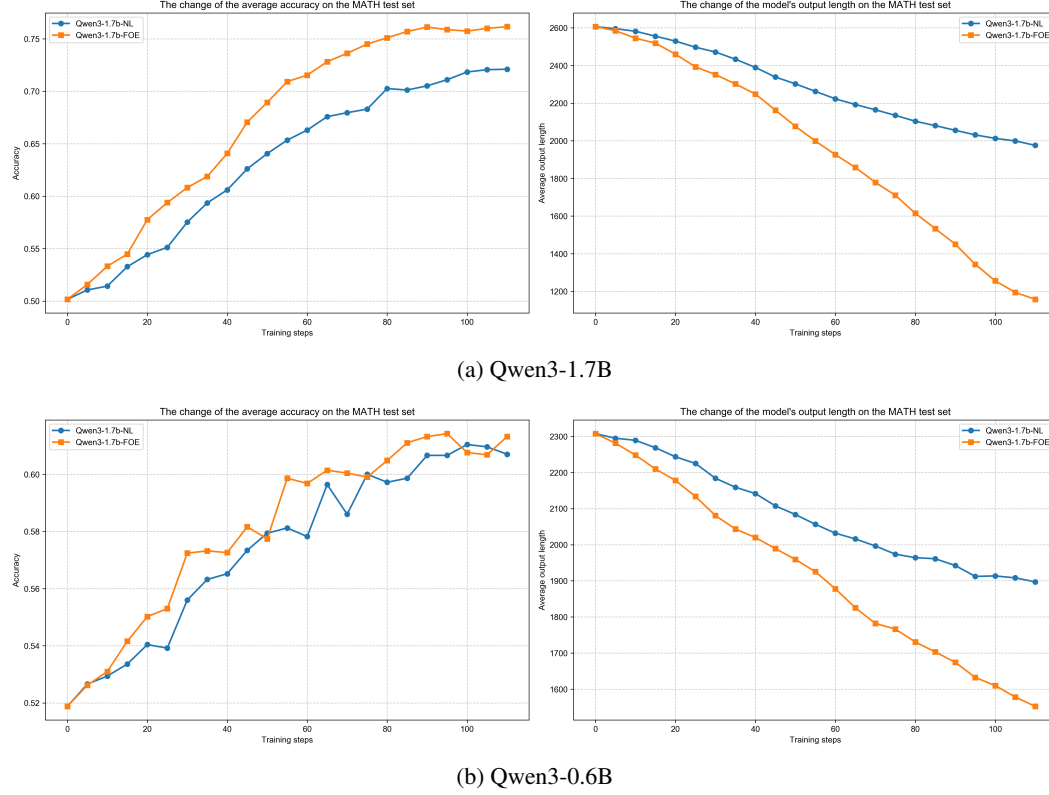 The change of the average accuracy on the MATH test set
Qwen3-1.7b-NL
Qwen3-1.7b-FOE
0.75
0.70
0.65
0.60
0.55
0.50
Accuracy
0 20 40 60 80 100
Training steps
The change of the model's output length on the MATH test set
Qwen3-1.7b-NL
Qwen3-1.7b-FOE
2600
2400
2200
2000
1800
1600
1400
1200
Average output length
0 20 40 60 80 100
Training steps
(a) Qwen3-1.7B
The change of the average accuracy on the MATH test set
Qwen3-1.7b-NL
Qwen3-1.7b-FOE
0.60
0.58
0.56
0.54
0.52
Accuracy
0 20 40 60 80 100
Training steps
The change of the model's output length on the MATH test set
Qwen3-1.7b-NL
Qwen3-1.7b-FOE
2300
2200
2100
2000
1900
1800
1700
1600
Average output length
0 20 40 60 80 100
Training steps
(b) Qwen3-0.6B